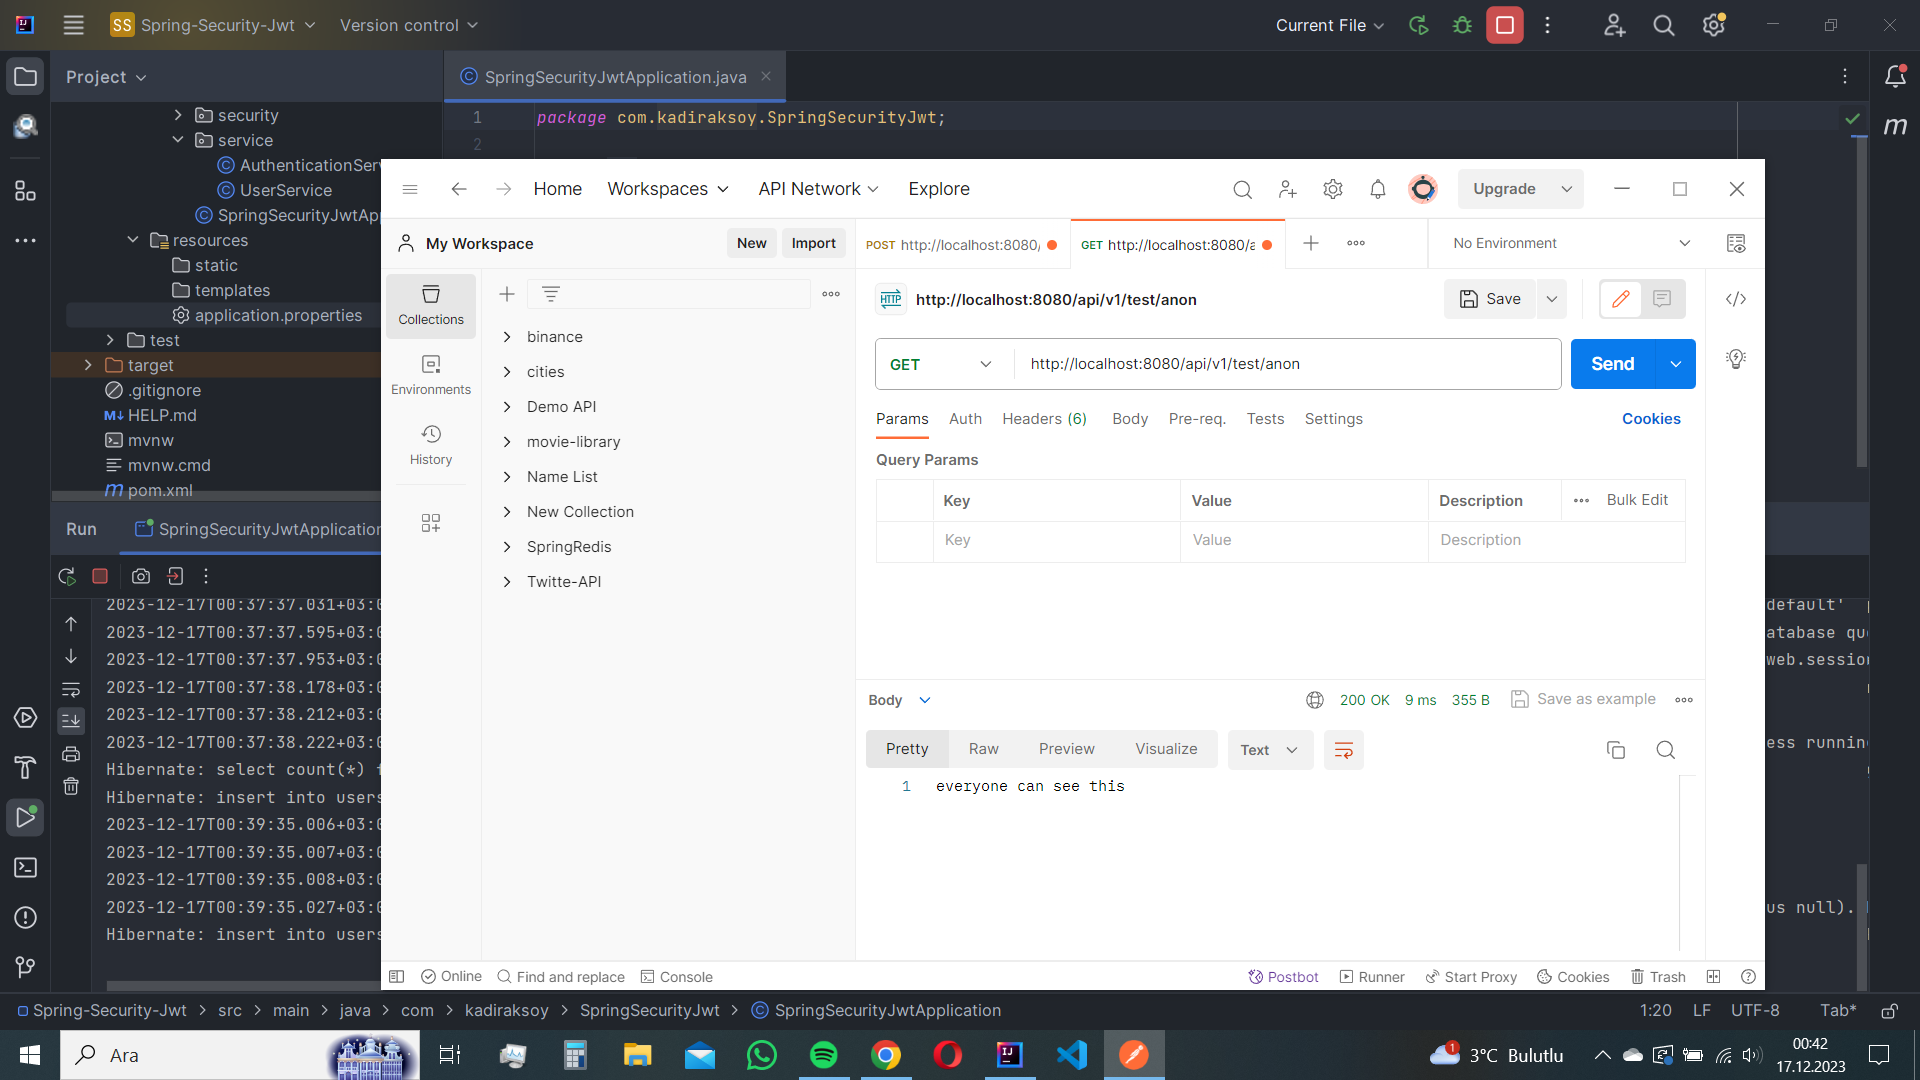 SS Spring-Security-Jwt Version control Current File
Project
SpringSecurityJwtApplication.java
security
service
AuthenticationSer
UserService
SpringSecurityJwtAp
resources
static
templates
application.properties
test
target
.gitignore
HELP.md
mvnw
mvnw.cmd
pom.xml
1 package com.kadiraksoy.SpringSecurityJwt;
2
m
Home Workspaces API Network Explore Upgrade
My Workspace New Import
POST http://localhost:8080/ GET http://localhost:8080/a No Environment
Collections
Environments
History
binance
cities
Demo API
movie-library
Name List
New Collection
SpringRedis
Twitte-API
HTTP http://localhost:8080/api/v1/test/anon Save
GET http://localhost:8080/api/v1/test/anon Send
Params Auth Headers (6) Body Pre-req. Tests Settings Cookies
Query Params
Key Value Description Bulk Edit
Key Value Description
Body 200 OK 9 ms 355 B Save as example
Pretty Raw Preview Visualize Text
1 everyone can see this
Online Find and replace Console Postbot Runner Start Proxy Cookies Trash
Run SpringSecurityJwtApplication
2023-12-17T00:37:37.031+03:0 default'
2023-12-17T00:37:37.595+03:0 atabase qu
2023-12-17T00:37:37.953+03:0 web.session
2023-12-17T00:37:38.178+03:0
2023-12-17T00:37:38.212+03:0
2023-12-17T00:37:38.222+03:0 ess running
Hibernate: select count(*)
Hibernate: insert into users
2023-12-17T00:39:35.006+03:0
2023-12-17T00:39:35.007+03:0
2023-12-17T00:39:35.008+03:0
2023-12-17T00:39:35.027+03:0 us null).
Hibernate: insert into users
Spring-Security-Jwt > src > main > java > com > kadiraksoy > SpringSecurityJwt > SpringSecurityJwtApplication 1:20 LF UTF-8 Tab*
Ara 1 3°C Bulutlu 00:42
17.12.2023